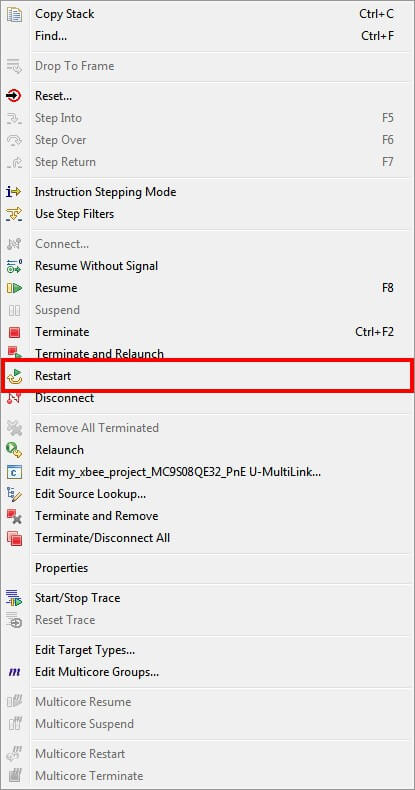 Copy Stack Ctrl+C
Find... Ctrl+F
Drop To Frame
Reset...
Step Into F5
Step Over F6
Step Return F7
Instruction Stepping Mode
Use Step Filters
Connect...
Resume Without Signal
Resume F8
Suspend
Terminate Ctrl+F2
Terminate and Relaunch
Restart
Disconnect
Remove All Terminated
Relaunch
Edit my_xbee_project_MC9S08QE32_PnE U-MultiLink...
Edit Source Lookup...
Terminate and Remove
Terminate/Disconnect All
Properties
Start/Stop Trace
Reset Trace
Edit Target Types...
Edit Multicore Groups...
Multicore Resume
Multicore Suspend
Multicore Restart
Multicore Terminate